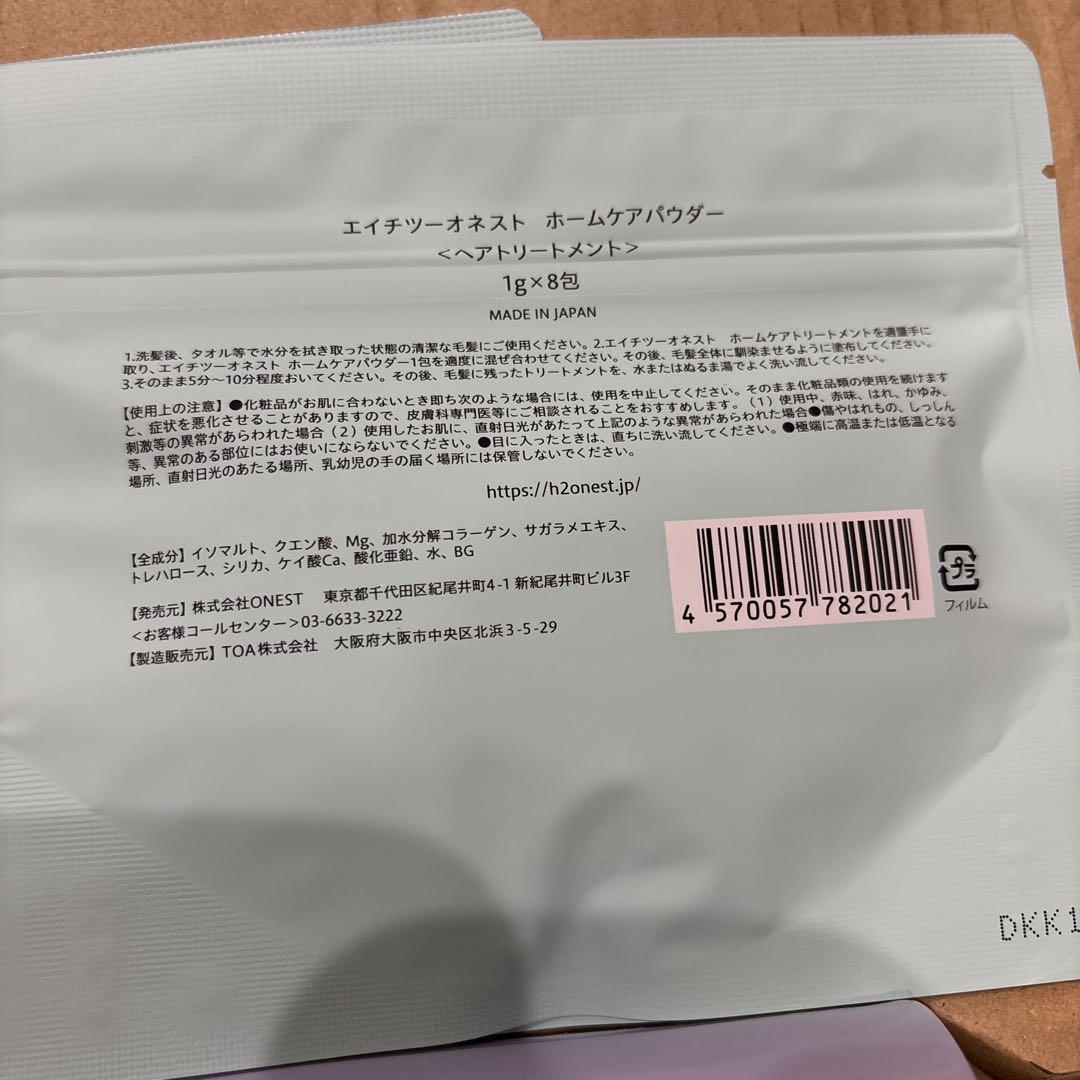 エイチツーオネスト　ホームケアパウダー
＜ヘアトリートメント＞
1g×8包
MADE IN JAPAN
1.洗髪後、タオル等で水分を拭き取った状態の清潔な毛髪にご使用ください。2.エイチツーオネスト　ホームケアトリートメントを適量手に
取り、エイチツーオネスト ホームケアパウダー1包を適度に混ぜ合わせてください。その後、毛髪全体に馴染ませるように塗布してください。
3.そのまま5分〜10分程度おいてください。その後、毛髪に残ったトリートメントを、水またはぬるま湯でよく洗い流してください。
【使用上の注意】●化粧品がお肌に合わないとき即ち次のような場合には、使用を中止してください。そのまま化粧品類の使用を続けます
と、症状を悪化させることがありますので、皮膚科専門医等にご相談されることをおすすめします。（1）使用中、赤味、はれ、かゆみ、
刺激等の異常があらわれた場合（2）使用したお肌に、直射日光があたって上記のような異常があらわれた場合●傷やはれもの、しっしん
等、異常のある部位にはお使いにならないでください。●目に入ったときは、直ちに洗い流してください。●極端に高温または低温となる
場所、直射日光のあたる場所、乳幼児の手の届く場所には保管しないでください。
https://h2onest.jp/
【全成分】イソマルト、クエン酸、Mg、加水分解コラーゲン、サガラメエキス、
トレハロース、シリカ、ケイ酸Ca、酸化亜鉛、水、BG
【発売元】株式会社ONEST　東京都千代田区紀尾井町4-1 新紀尾井町ビル3F
＜お客様コールセンター＞03-6633-3222
【製造販売元】TOA株式会社　大阪府大阪市中央区北浜3-5-29
4 570057 782021
プラ
フィルム
DKK1